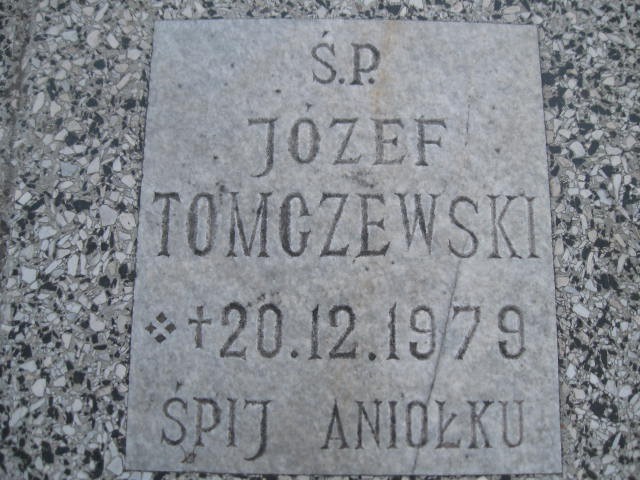 Ś.P.
JÓZEF
TOMCZEWSKI
✥ † 20.12.1979
ŚPIJ ANIOŁKU